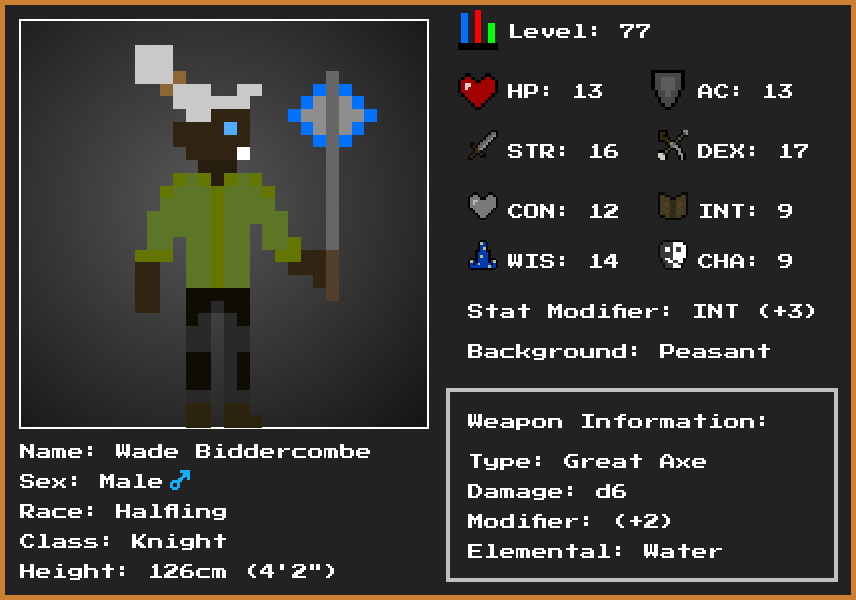 Level: 77
HP: 13 AC: 13
STR: 16 DEX: 17
CON: 12 INT: 9
WIS: 14 CHA: 9
Stat Modifier: INT (+3)
Background: Peasant
Weapon Information:
Type: Great Axe
Damage: d6
Modifier: (+2)
Elemental: Water
Name: Wade Biddercombe
Sex: Male ♂
Race: Halfling
Class: Knight
Height: 126cm (4'2")